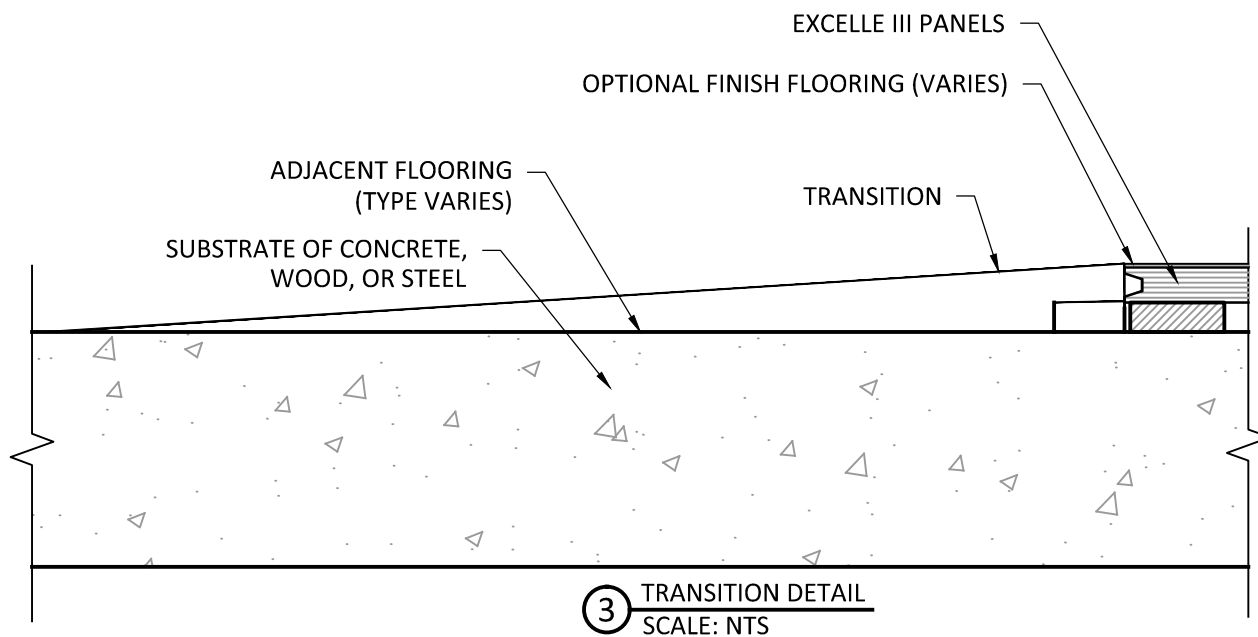 EXCELLE III PANELS
OPTIONAL FINISH FLOORING (VARIES)
ADJACENT FLOORING
(TYPE VARIES)
TRANSITION
SUBSTRATE OF CONCRETE,
WOOD, OR STEEL
3
TRANSITION DETAIL
SCALE: NTS